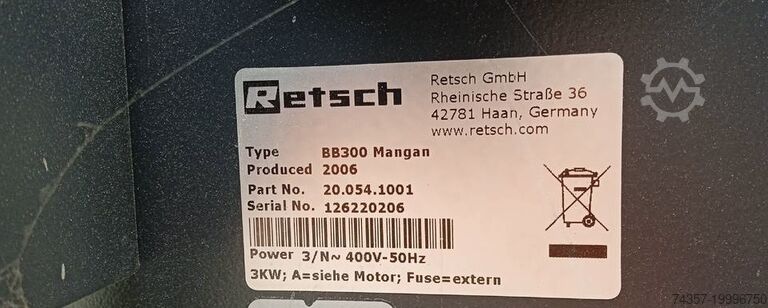 Retsch
Retsch GmbH
Rheinische Straße 36
42781 Haan, Germany
www.retsch.com
Type BB300 Mangan
Produced 2006
Part No. 20.054.1001
Serial No. 126220206
Power 3/N~ 400V-50Hz
3KW; A=siehe Motor; Fuse=extern
74357-19996750